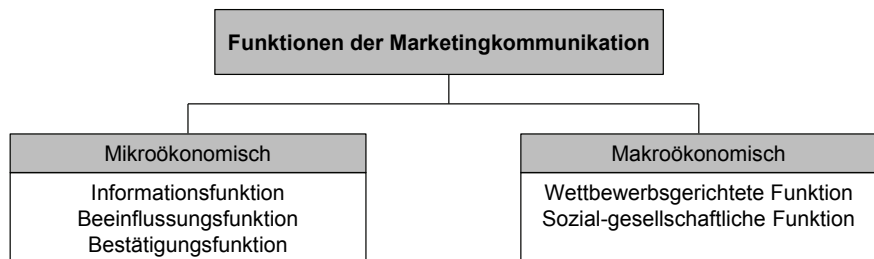 Funktionen der Marketingkommunikation
Mikroökonomisch
Informationsfunktion
Beeinflussungsfunktion
Bestätigungsfunktion
Makroökonomisch
Wettbewerbsgerichtete Funktion
Sozial-gesellschaftliche Funktion